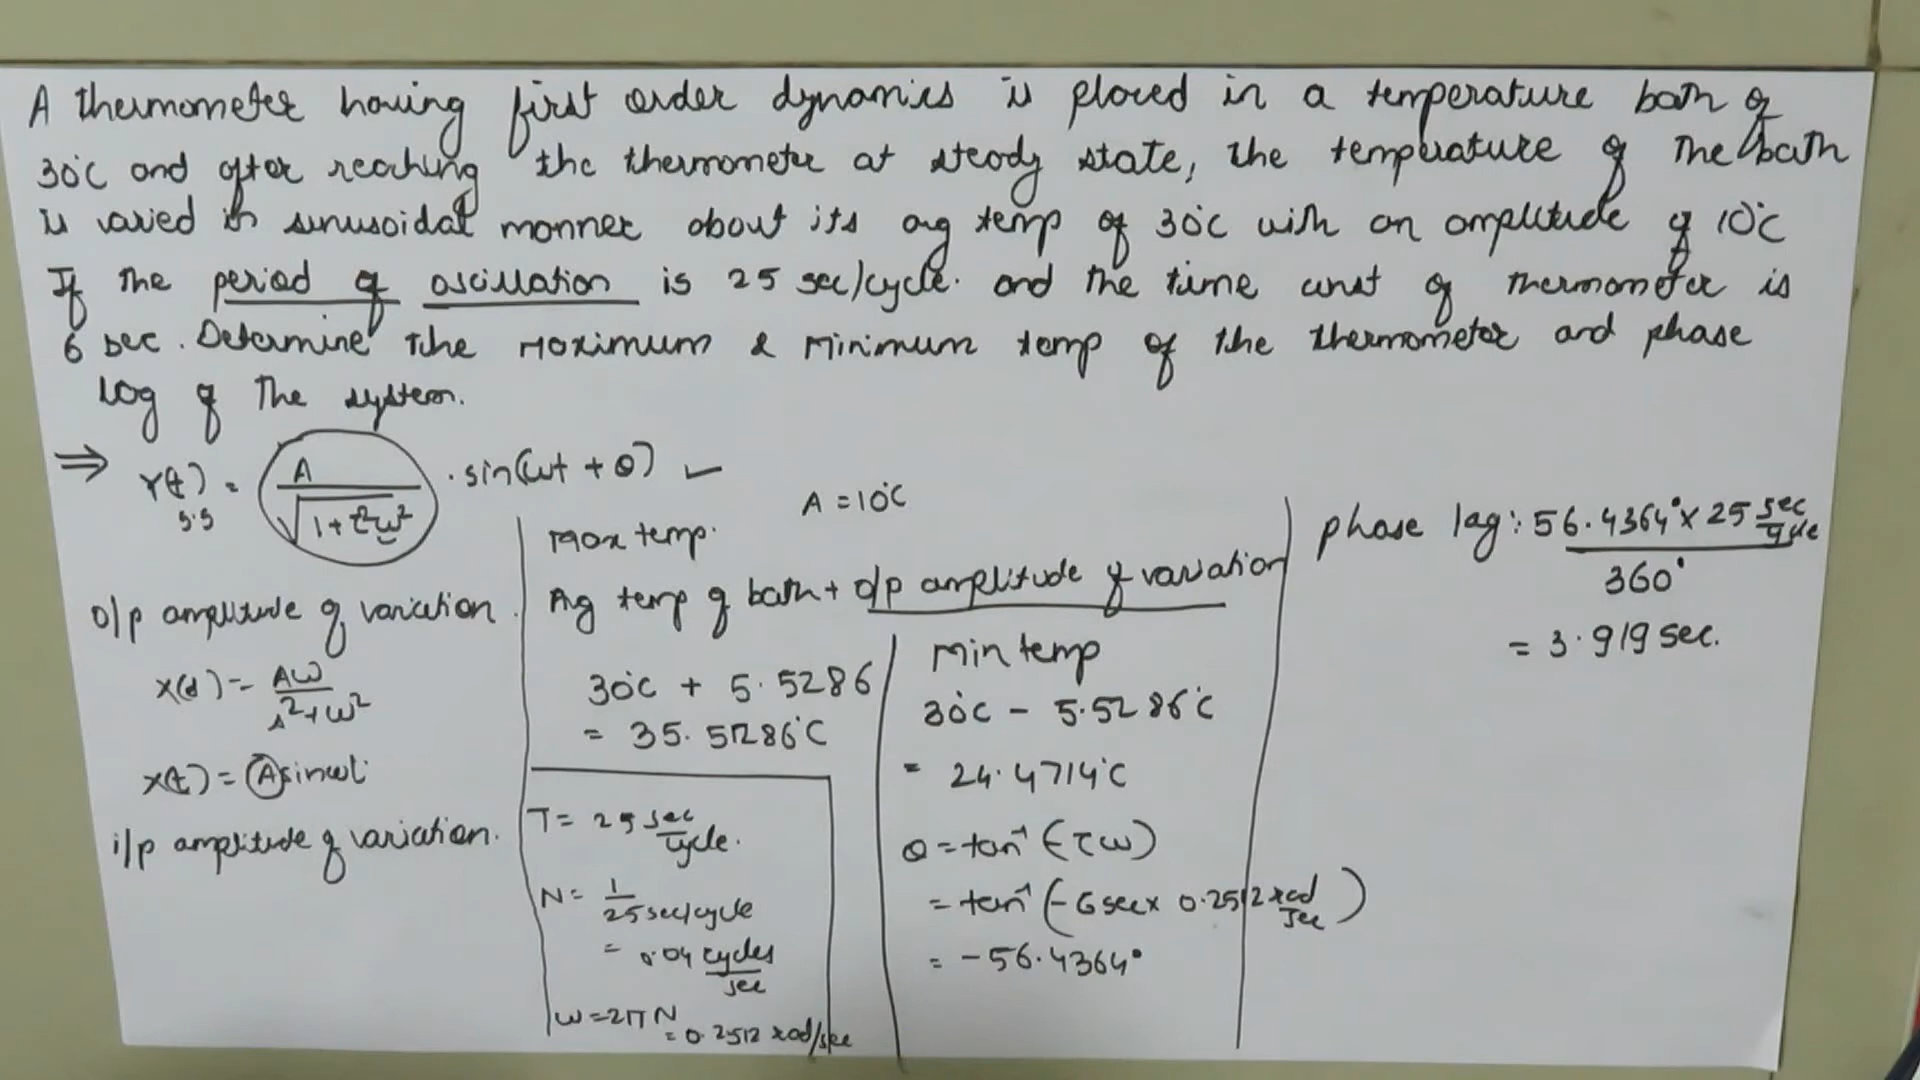 A thermometer having first order dynamics is placed in a temperature bath of
30°C and after reaching the thermometer at steady state, the temperature of the bath
is varied in sinusoidal manner about its avg temp of 30°C with an amplitude of 10°C
If the period of oscillation is 25 sec/cycle. and the time const of thermometer is
6 sec. Determine the Maximum & Minimum temp of the thermometer and phase
lag of the system.
⇒ Y(t)s.s = A / √(1+τ²ω²) · sin(ωt + θ) ✓
A = 10°C
o/p amplitude of variation.
x(s) = Aω / s²+ω²
x(t) = A sinωt
i/p amplitude of variation.
Max temp.
Avg temp of bath + o/p amplitude of variation
30°C + 5.5286
= 35.5286°C
T = 25 sec/cycle.
N = 1 / 25 sec/cycle
= 0.04 cycles/sec
ω = 2πN
= 0.2512 rad/sec
Min temp
30°C - 5.5286°C
= 24.4714°C
θ = tan⁻¹ (-τω)
= tan⁻¹ (-6 sec x 0.2512 rad/sec)
= -56.4364°
phase lag: 56.4364° x 25 sec/cycle / 360°
= 3.919 sec.